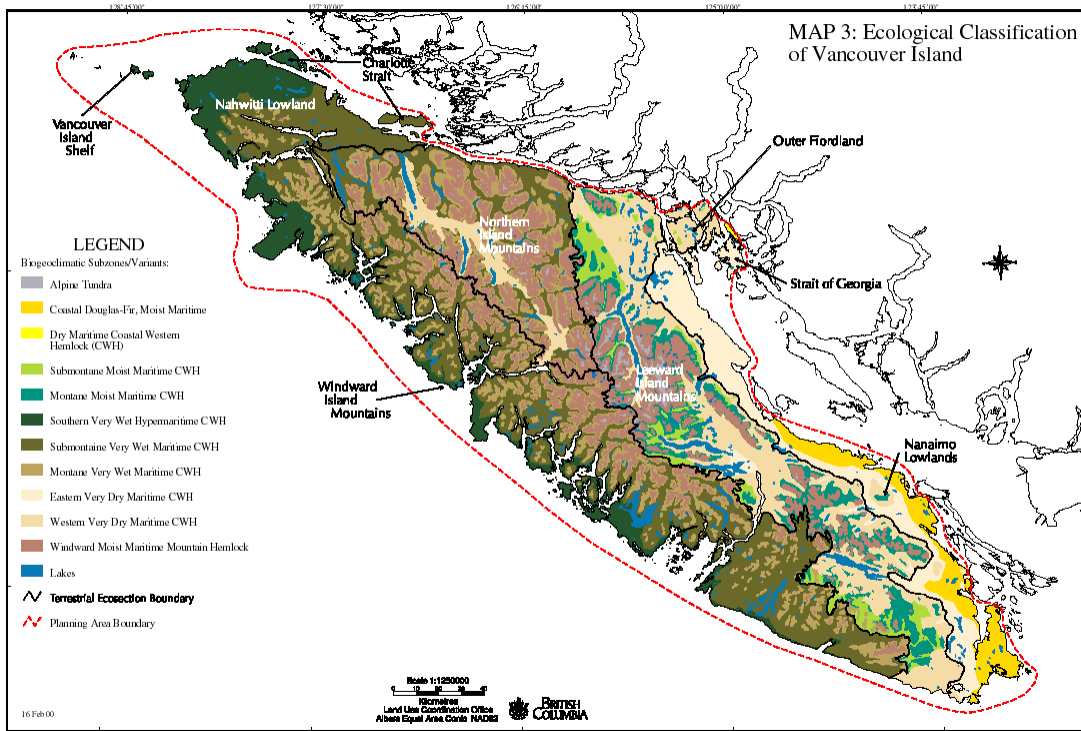 126°45'00"
127°30'00"
126°15'00"
125°00'00"
123°45'00"
MAP 3: Ecological Classification
of Vancouver Island
Queen
Charlotte
Strait
Nahwitti Lowland
Vancouver
Island
Shelf
Outer Fiordland
Northern
Island
Mountains
Strait of Georgia
Leeward
Island
Mountains
Windward
Island
Mountains
Nanaimo
Lowlands
LEGEND
Biogeoclimatic Subzones/Variants:
Alpine Tundra
Coastal Douglas-Fir, Moist Maritime
Dry Maritime Coastal Western
Hemlock (CWH)
Submontane Moist Maritime CWH
Montane Moist Maritime CWH
Southern Very Wet Hypermaritime CWH
Submontaine Very Wet Maritime CWH
Montane Very Wet Maritime CWH
Eastern Very Dry Maritime CWH
Western Very Dry Maritime CWH
Windward Moist Maritime Mountain Hemlock
Lakes
Terrestrial Ecosection Boundary
Planning Area Boundary
Scale 1:1250000
0 10 20 30 40
Kilometres
Land Use Coordination Office
Albers Equal Area Conic NAD83
BRITISH
COLUMBIA
16 Feb 00